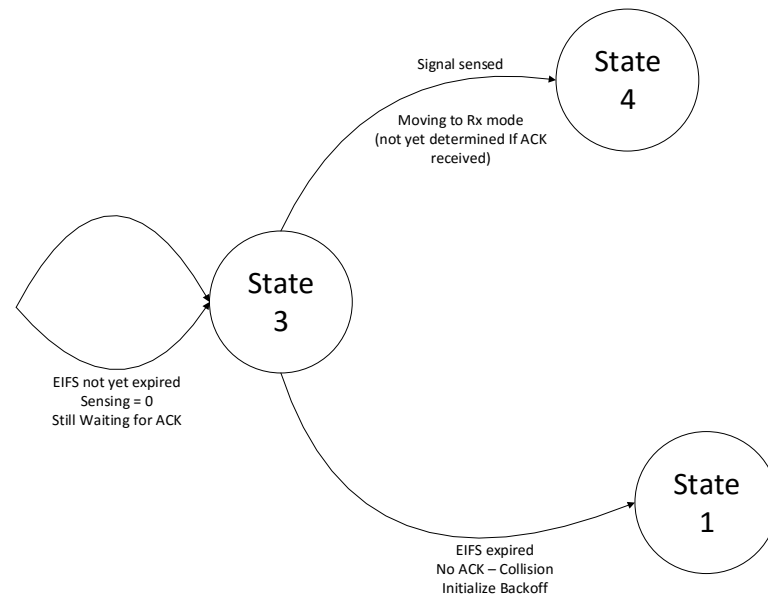 Signal sensed
State
4
Moving to Rx mode
(not yet determined If ACK
received)
State
3
EIFS not yet expired
Sensing = 0
Still Waiting for ACK
State
1
EIFS expired
No ACK – Collision
Initialize Backoff